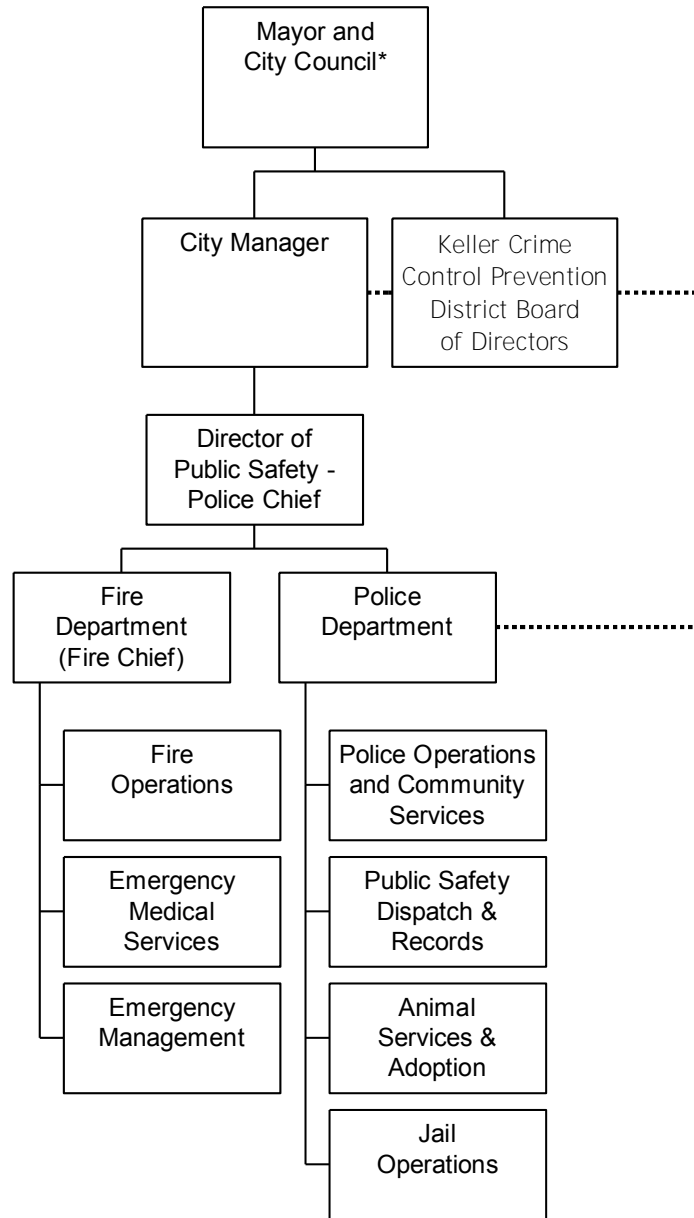 Mayor and
City Council*
City Manager
Keller Crime
Control Prevention
District Board
of Directors
Director of
Public Safety -
Police Chief
Fire
Department
(Fire Chief)
Police
Department
Fire
Operations
Police Operations
and Community
Services
Emergency
Medical
Services
Public Safety
Dispatch &
Records
Emergency
Management
Animal
Services &
Adoption
Jail
Operations